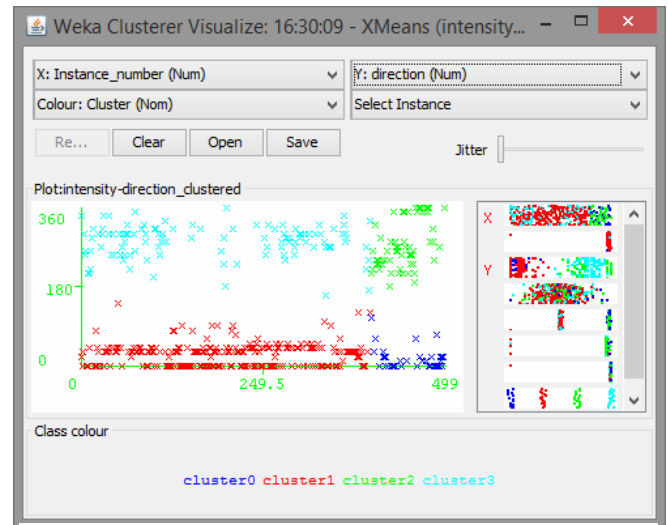 Weka Clusterer Visualize: 16:30:09 - XMeans (intensity...
X: Instance_number (Num) Y: direction (Num)
Colour: Cluster (Nom) Select Instance
Re... Clear Open Save Jitter
Plot:intensity-direction_clustered
360
X
180
Y
0
0 249.5 499
Class colour
cluster0 cluster1 cluster2 cluster3